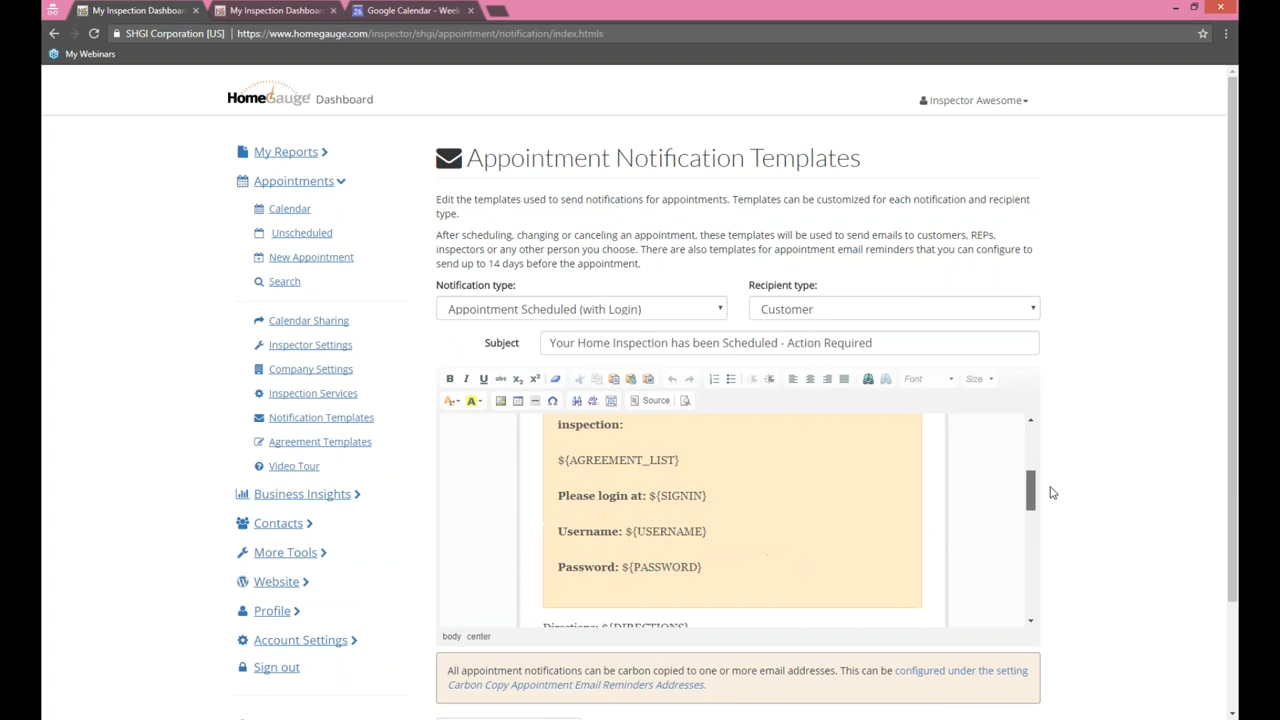 My Inspection Dashboar
My Inspection Dashboar
Google Calendar - Week
SHGI Corporation [US]
https://www.homegauge.com/inspector/shgi/appointment/notification/index.htmls
My Webinars
HomeGauge Dashboard
Inspector Awesome
My Reports
Appointments
Calendar
Unscheduled
New Appointment
Search
Calendar Sharing
Inspector Settings
Company Settings
Inspection Services
Notification Templates
Agreement Templates
Video Tour
Business Insights
Contacts
More Tools
Website
Profile
Account Settings
Sign out
Appointment Notification Templates
Edit the templates used to send notifications for appointments. Templates can be customized for each notification and recipient
type.
After scheduling, changing or canceling an appointment, these templates will be used to send emails to customers, REPs,
inspectors or any other person you choose. There are also templates for appointment email reminders that you can configure to
send up to 14 days before the appointment.
Notification type:
Recipient type:
Appointment Scheduled (with Login)
Customer
Subject
Your Home Inspection has been Scheduled - Action Required
B I U abc x₂ x² Font Size
A A Ω Source
inspection:
${AGREEMENT_LIST}
Please login at: ${SIGNIN}
Username: ${USERNAME}
Password: ${PASSWORD}
Directions: ${DIRECTIONS}
body center
All appointment notifications can be carbon copied to one or more email addresses. This can be configured under the setting
Carbon Copy Appointment Email Reminders Addresses.